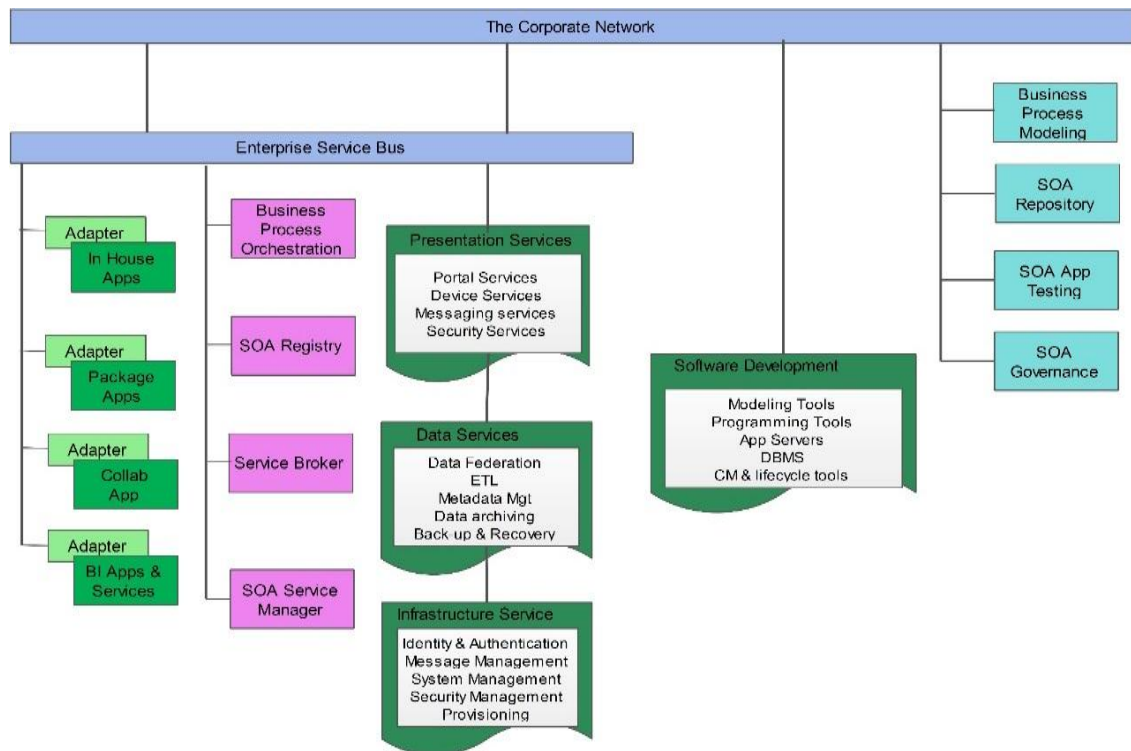 The Corporate Network
Enterprise Service Bus
Adapter
In House
Apps
Adapter
Package
Apps
Adapter
Collab
App
Adapter
BI Apps &
Services
Business
Process
Orchestration
SOA Registry
Service Broker
SOA Service
Manager
Presentation Services
Portal Services
Device Services
Messaging services
Security Services
Data Services
Data Federation
ETL
Metadata Mgt
Data archiving
Back-up & Recovery
Infrastructure Service
Identity & Authentication
Message Management
System Management
Security Management
Provisioning
Software Development
Modeling Tools
Programming Tools
App Servers
DBMS
CM & lifecycle tools
Business
Process
Modeling
SOA
Repository
SOA App
Testing
SOA
Governance